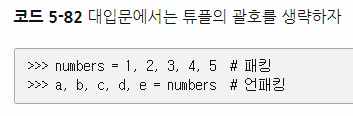 코드 5-82 대입문에서는 튜플의 괄호를 생략하자
>>> numbers = 1, 2, 3, 4, 5  # 패킹
>>> a, b, c, d, e = numbers  # 언패킹